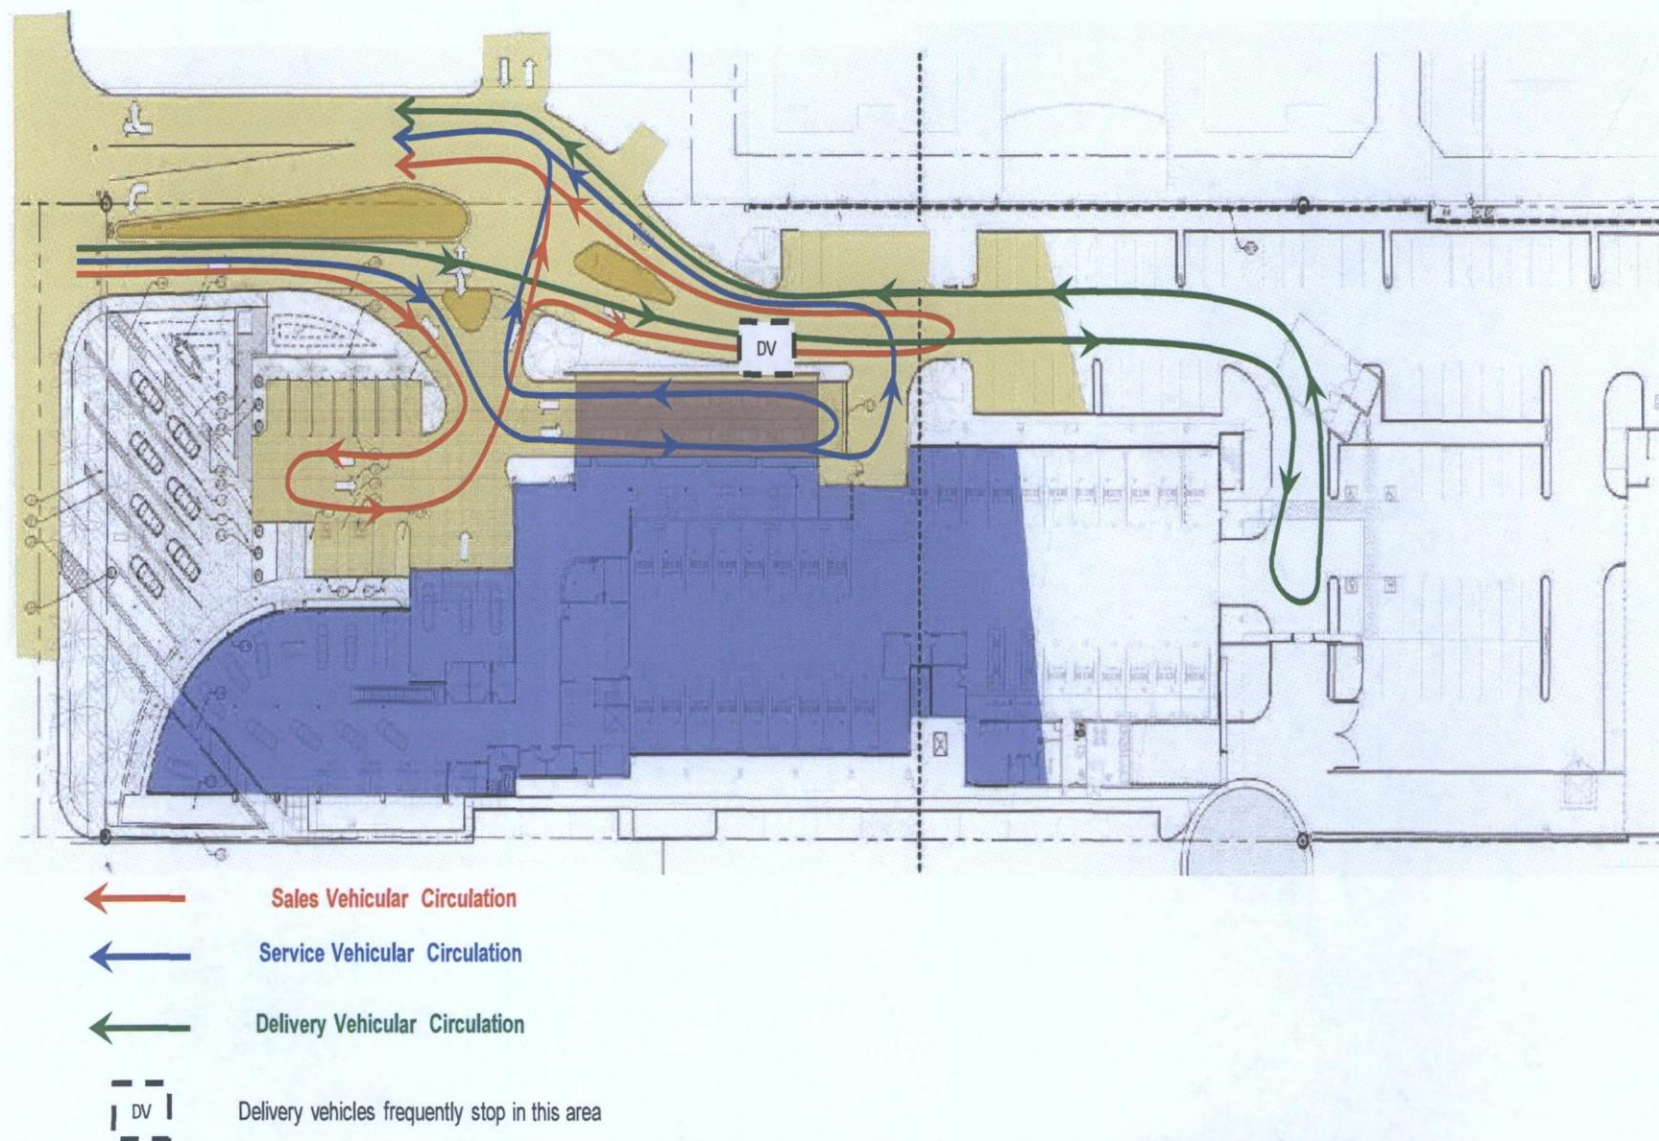 DV
Sales Vehicular Circulation
Service Vehicular Circulation
Delivery Vehicular Circulation
DV
Delivery vehicles frequently stop in this area